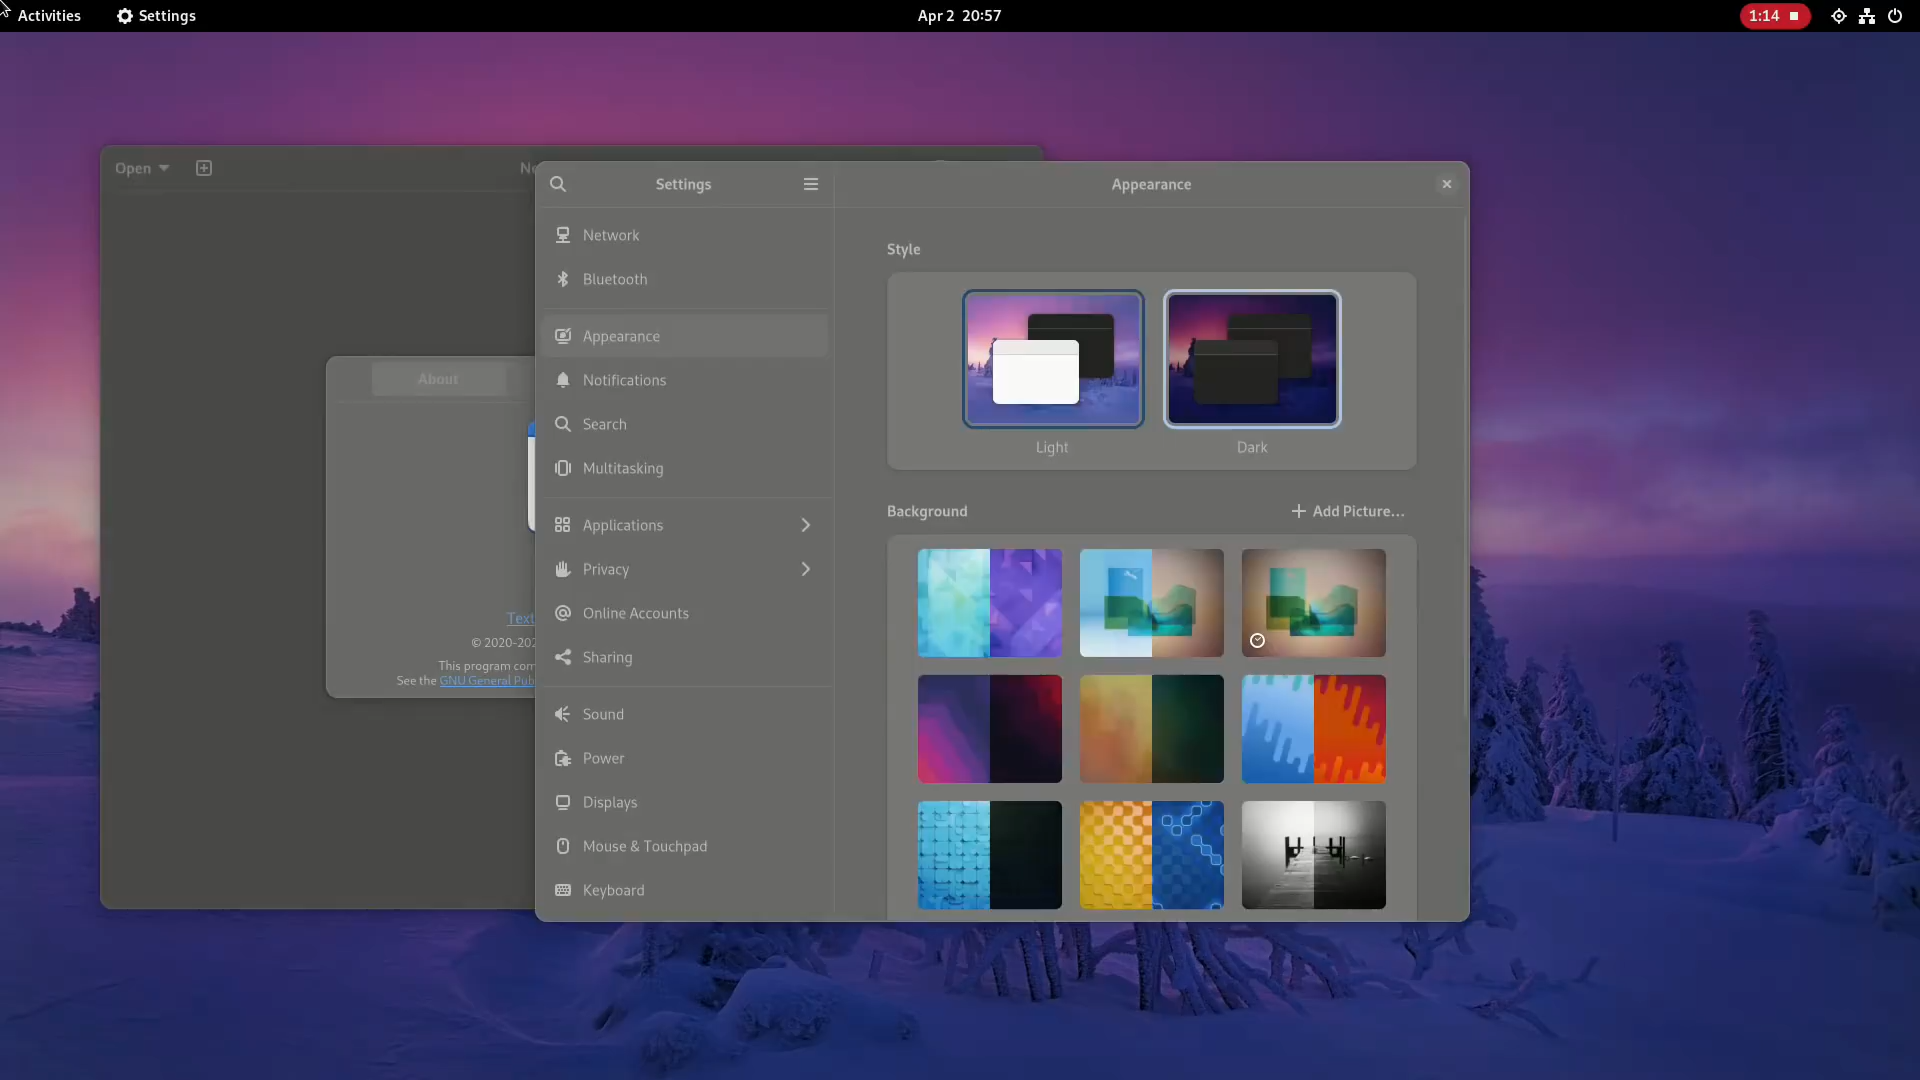 Activities
Settings
Apr 2 20:57
1:14
Open
Settings
Appearance
Network
Bluetooth
Appearance
Notifications
Search
Multitasking
Applications
Privacy
Online Accounts
Sharing
Sound
Power
Displays
Mouse & Touchpad
Keyboard
Style
Light
Dark
Background
Add Picture...
About
Text
© 2020-202
This program com
See the GNU General Pub